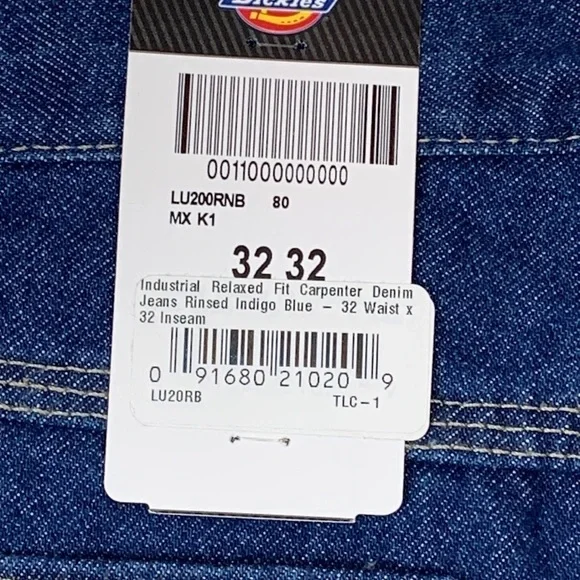 Dickies
0011000000000
LU200RNB 80
MX K1
32 32
Industrial Relaxed Fit Carpenter Denim
Jeans Rinsed Indigo Blue – 32 Waist x
32 Inseam
0 91680 21020 9
LU20RB TLC-1